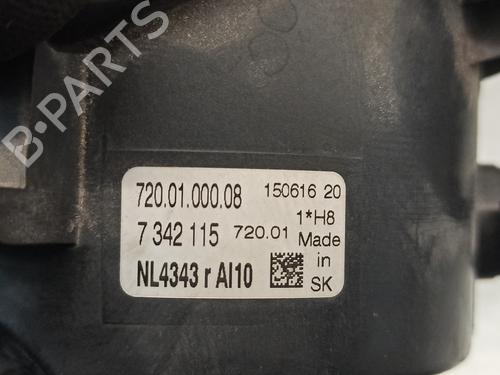 B-PARTS
720.01.000.08 150616 20
1*H8
7 342 115 720.01 Made
in
NL4343 r AI10 SK